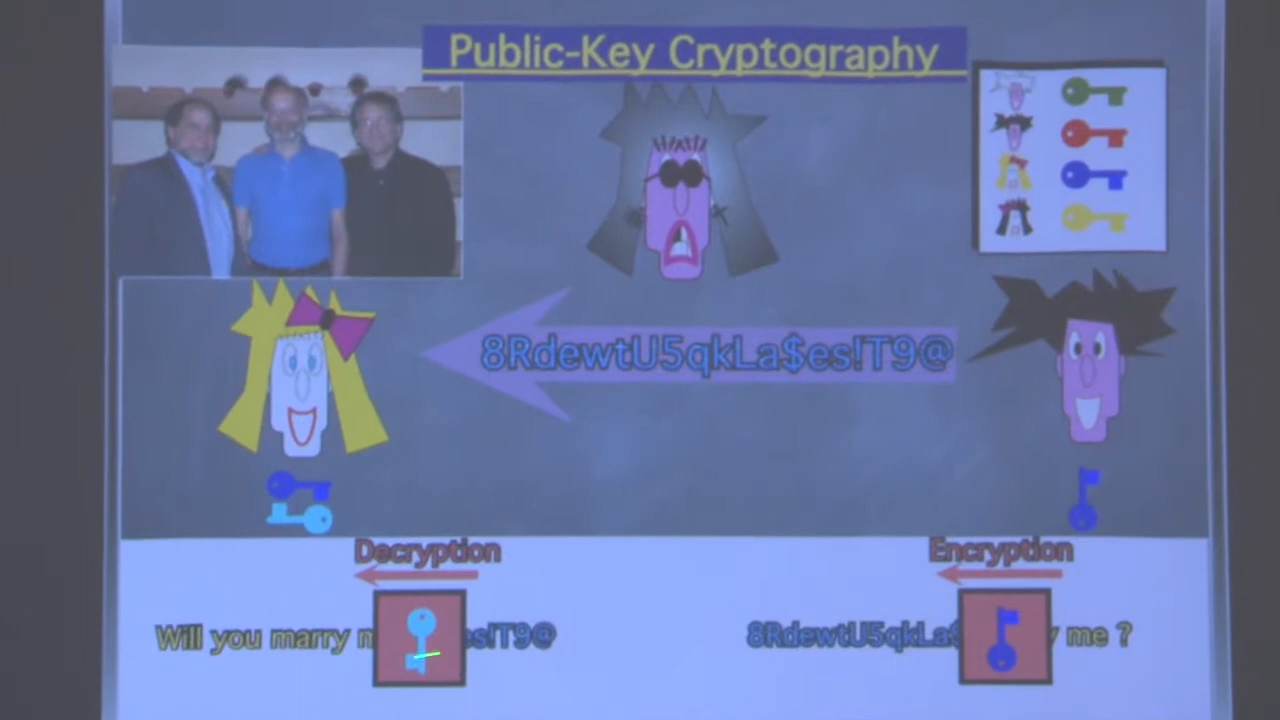 Public-Key Cryptography
8RdewtU5qkLa$es!T9@
Decryption
Encryption
Will you marry m es!T9@
8RdewtU5qkLa$ y me ?